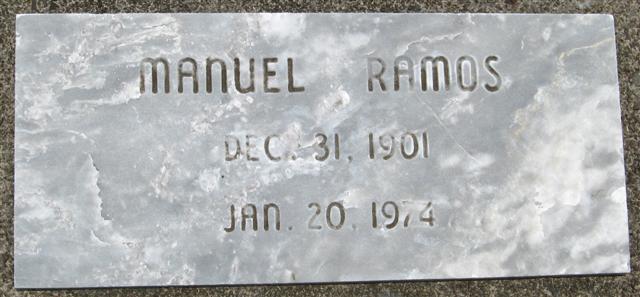 MANUEL RAMOS
DEC. 31, 1901
JAN. 20, 1974